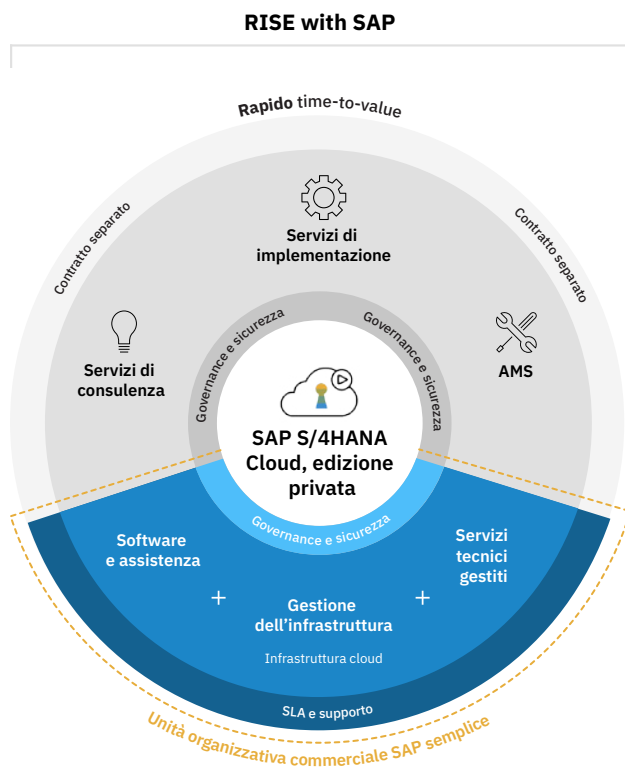 RISE with SAP
Rapido time-to-value
Contratto separato
Contratto separato
Servizi di
implementazione
Servizi di
consulenza
AMS
Governance e sicurezza
Governance e sicurezza
SAP S/4HANA
Cloud, edizione
privata
Governance e sicurezza
Software
e assistenza
Servizi
tecnici
gestiti
+
+
Gestione
dell'infrastruttura
Infrastruttura cloud
SLA e supporto
Unità organizzativa commerciale SAP semplice